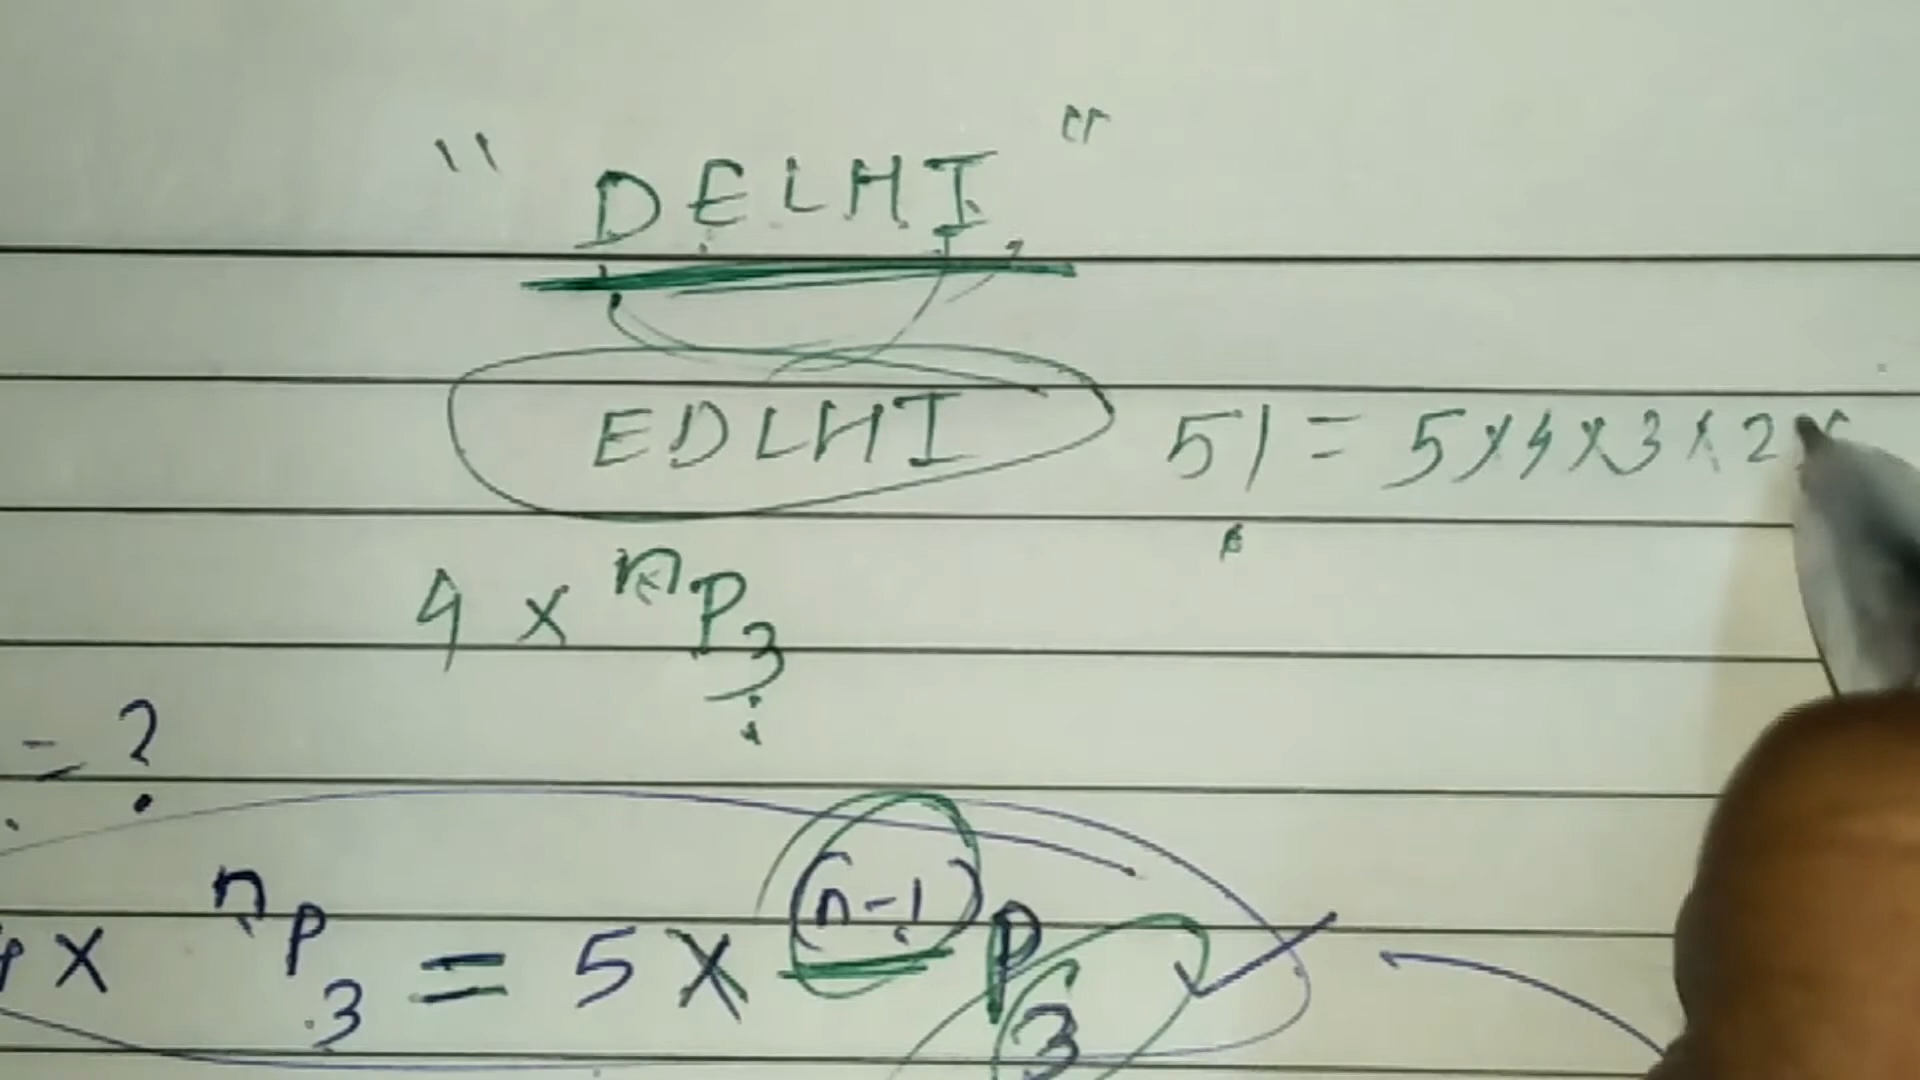 " DELHI "
EDLHI 5! = 5×4×3×2×
4 × ⁿP₃
= ?
4× ⁿP₃ = 5 × ⁽ⁿ⁻¹⁾P₃